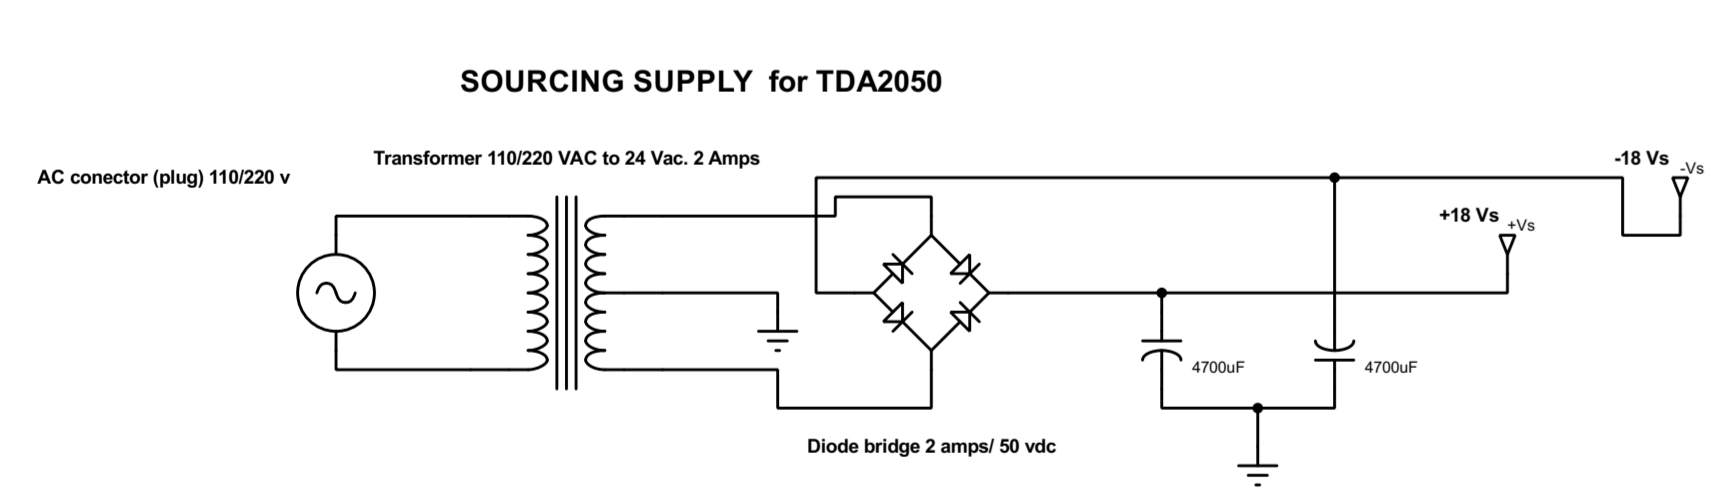 SOURCING SUPPLY  for TDA2050
Transformer 110/220 VAC to 24 Vac. 2 Amps
AC conector (plug) 110/220 v
-18 Vs
-Vs
+18 Vs
+Vs
4700uF
4700uF
Diode bridge 2 amps/ 50 vdc